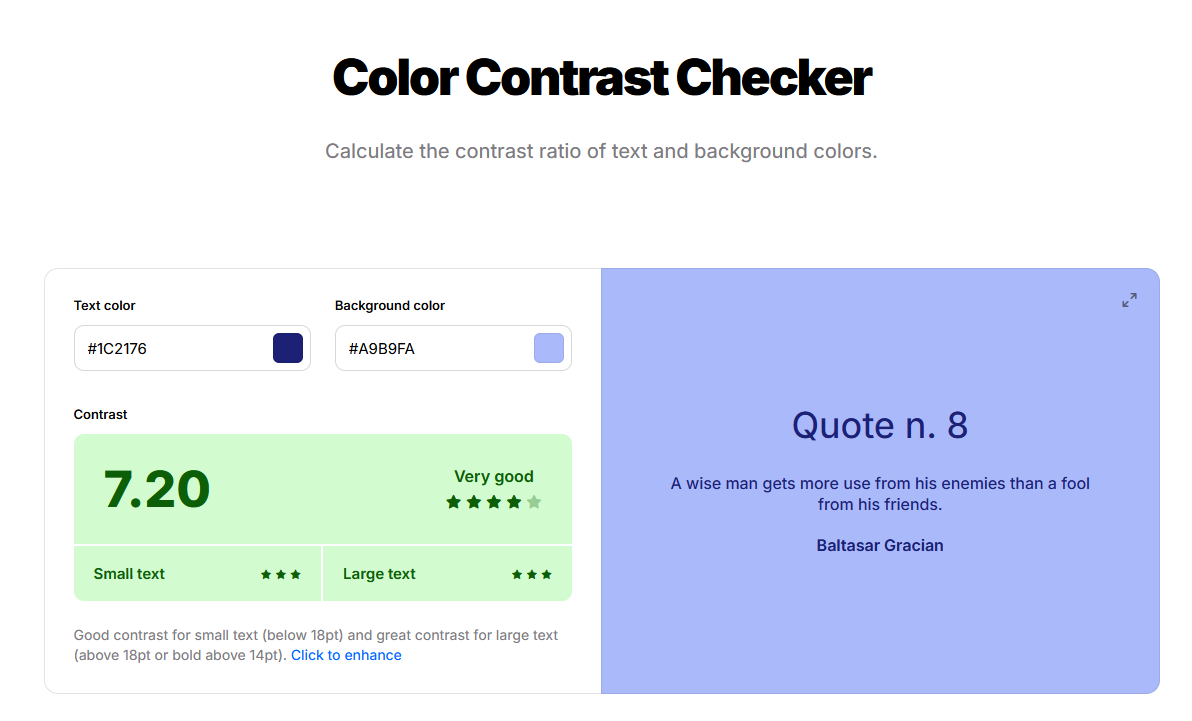 Color Contrast Checker
Calculate the contrast ratio of text and background colors.
Text color
Background color
#1C2176
#A9B9FA
Contrast
7.20
Very good
Small text
Large text
Good contrast for small text (below 18pt) and great contrast for large text
(above 18pt or bold above 14pt). Click to enhance
Quote n. 8
A wise man gets more use from his enemies than a fool
from his friends.
Baltasar Gracian